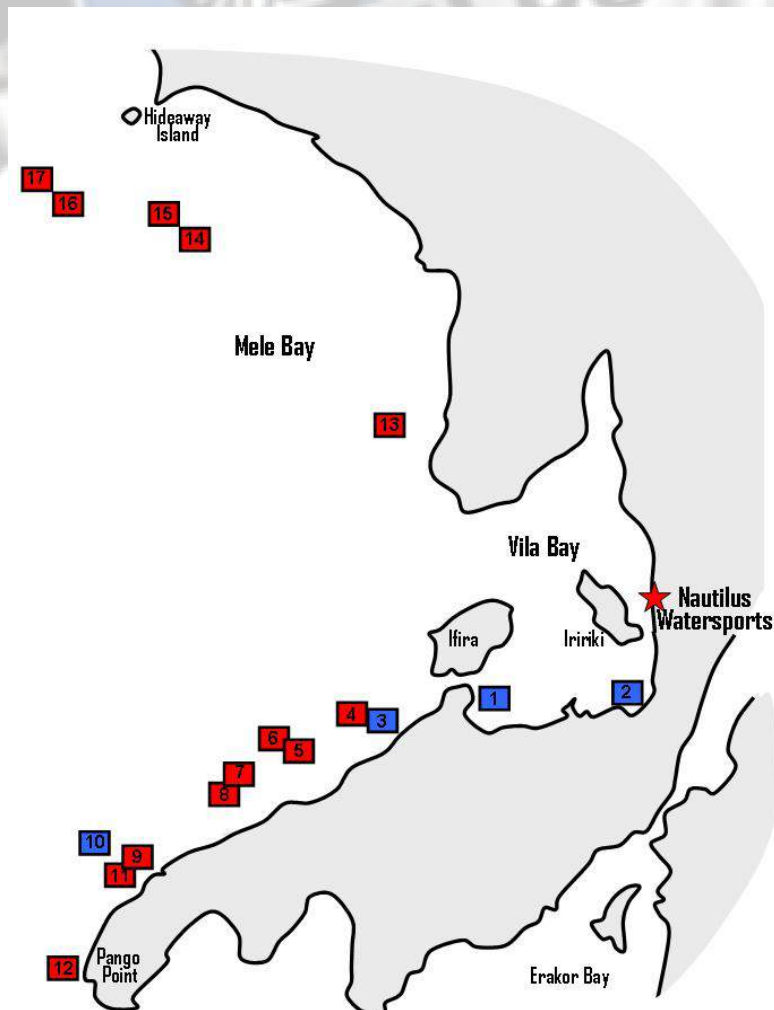 Hideaway
Island
17
16
15
14
Mele Bay
13
Vila Bay
Nautilus
Watersports
Ifira
Iririki
1
2
4
3
6
5
7
8
10
9
11
12
Pango
Point
Erakor Bay